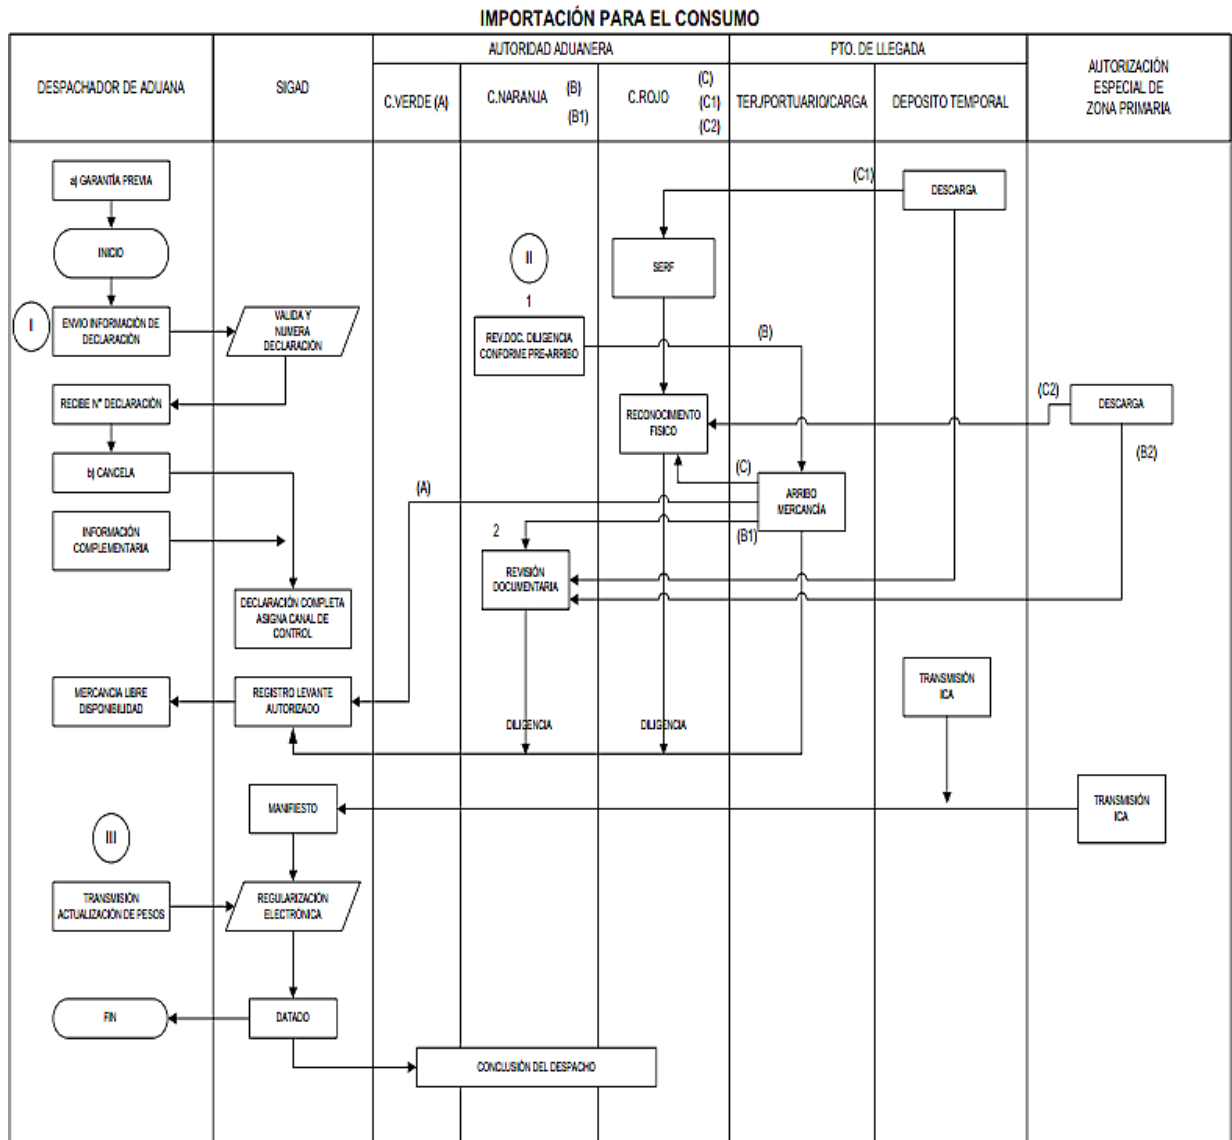 IMPORTACIÓN PARA EL CONSUMO
DESPACHADOR DE ADUANA
SIGAD
AUTORIDAD ADUANERA
C.VERDE (A)
C.NARANJA
(B)
(B1)
C.ROJO
(C)
(C1)
(C2)
PTO. DE LLEGADA
TER./PORTUARIO/CARGA
DEPOSITO TEMPORAL
AUTORIZACIÓN
ESPECIAL DE
ZONA PRIMARIA
a) GARANTÍA PREVIA
(C1)
DESCARGA
INICIO
II
SERF
1
I
ENVIO INFORMACIÓN DE
DECLARACIÓN
VALIDA Y
NUMERA
DECLARACIÓN
REV.DOC. DILIGENCIA
CONFORME PRE-ARRIBO
(B)
RECIBE N° DECLARACIÓN
RECONOCIMIENTO
FISICO
(C2)
DESCARGA
(B2)
b) CANCELA
(C)
(A)
ARRIBO
MERCANCÍA
INFORMACIÓN
COMPLEMENTARIA
2
(B1)
REVISIÓN
DOCUMENTARIA
DECLARACIÓN COMPLETA
ASIGNA CANAL DE
CONTROL
MERCANCIA LIBRE
DISPONIBILIDAD
REGISTRO LEVANTE
AUTORIZADO
TRANSMISIÓN
ICA
DILIGENCIA
DILIGENCIA
MANIFIESTO
TRANSMISIÓN
ICA
III
TRANSMISIÓN
ACTUALIZACIÓN DE PESOS
REGULARIZACIÓN
ELECTRÓNICA
FIN
DATADO
CONCLUSIÓN DEL DESPACHO